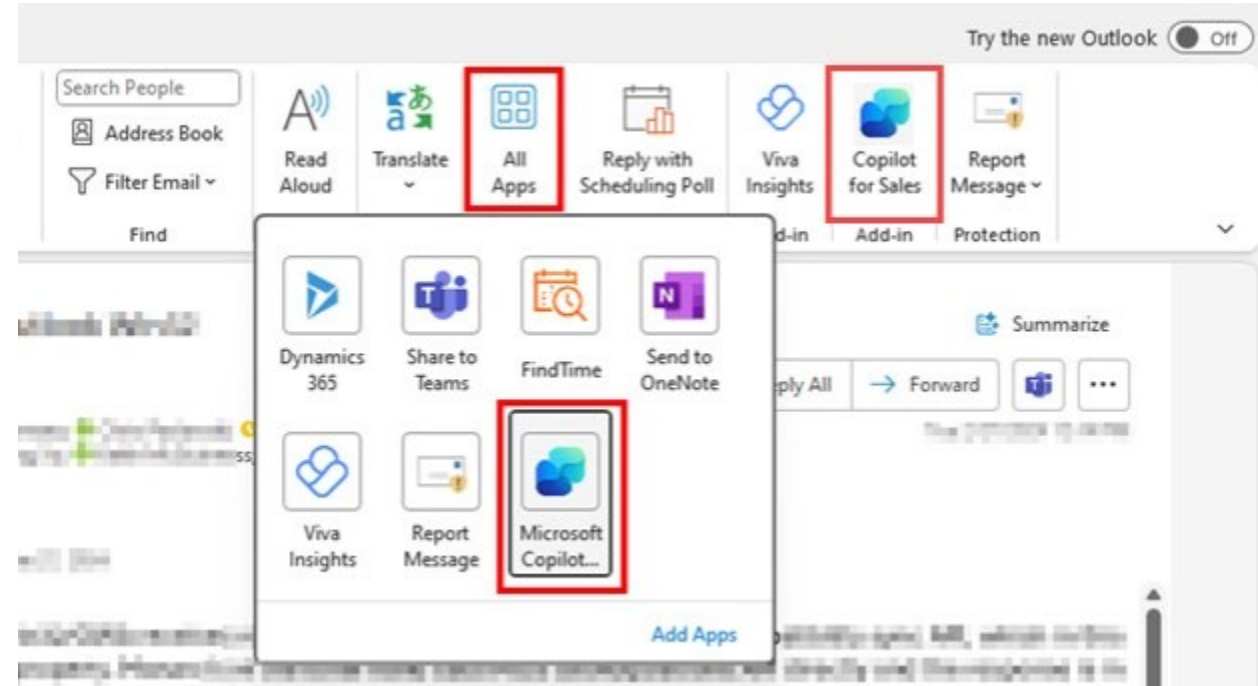 Try the new Outlook Off
Search People
Address Book
Filter Email
Find
Read
Aloud
Translate
All
Apps
Reply with
Scheduling Poll
Viva
Insights
Copilot
for Sales
Report
Message
d-in
Add-in
Protection
Summarize
ply All
Forward
Dynamics
365
Share to
Teams
FindTime
Send to
OneNote
Viva
Insights
Report
Message
Microsoft
Copilot...
Add Apps